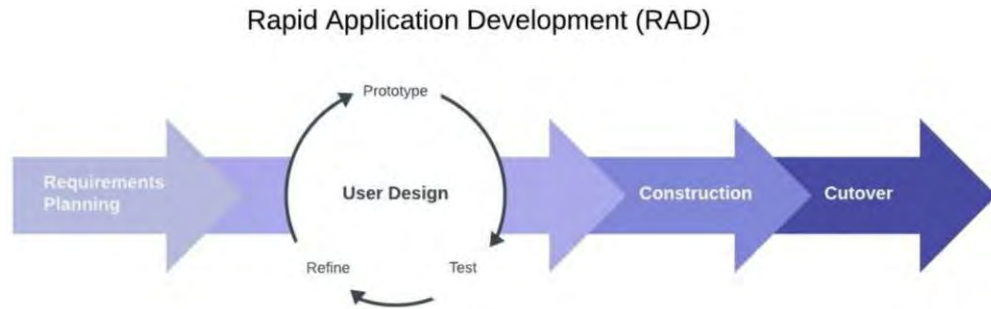 Rapid Application Development (RAD)
Prototype
Requirements
Planning
User Design
Construction
Cutover
Refine
Test